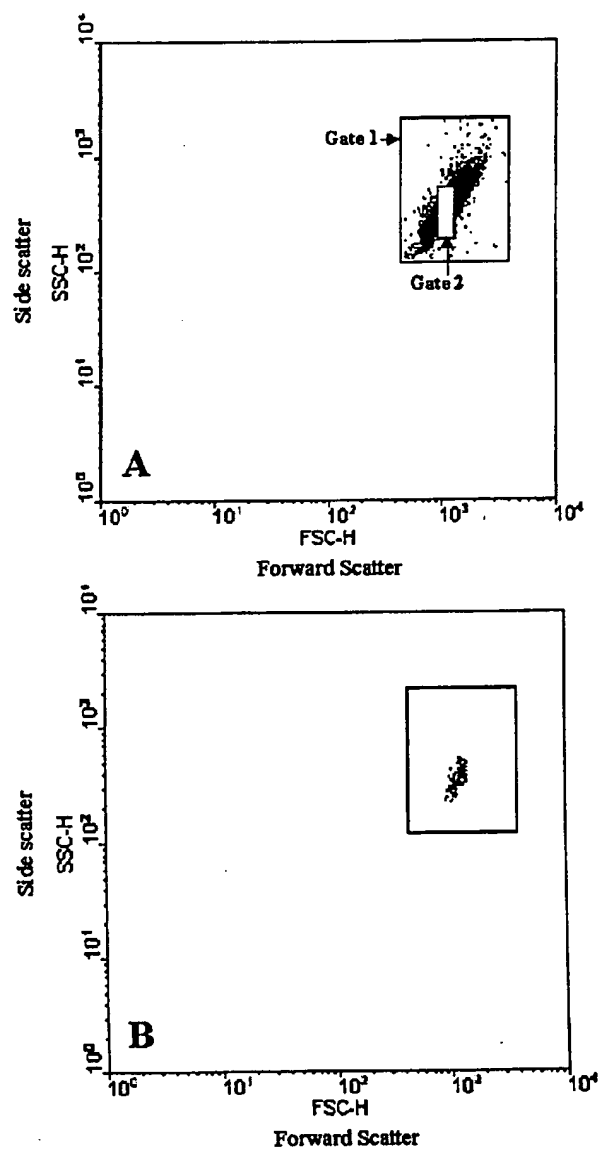 10⁴
10³
10²
10¹
10⁰
Side scatter
SSC-H
Gate 1
Gate 2
A
10⁰ 10¹ 10² 10³ 10⁴
FSC-H
Forward Scatter
10⁴
10³
10²
10¹
10⁰
Side scatter
SSC-H
B
10⁰ 10¹ 10² 10³ 10⁴
FSC-H
Forward Scatter